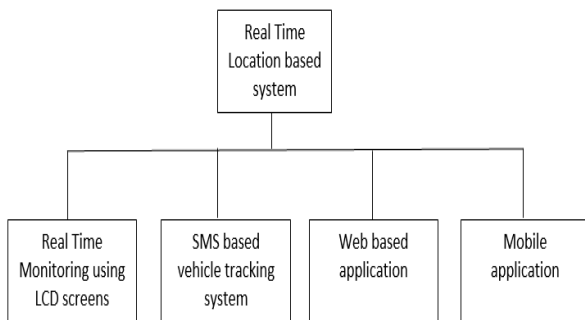 Real Time
Location based
system
Real Time
Monitoring using
LCD screens
SMS based
vehicle tracking
system
Web based
application
Mobile
application